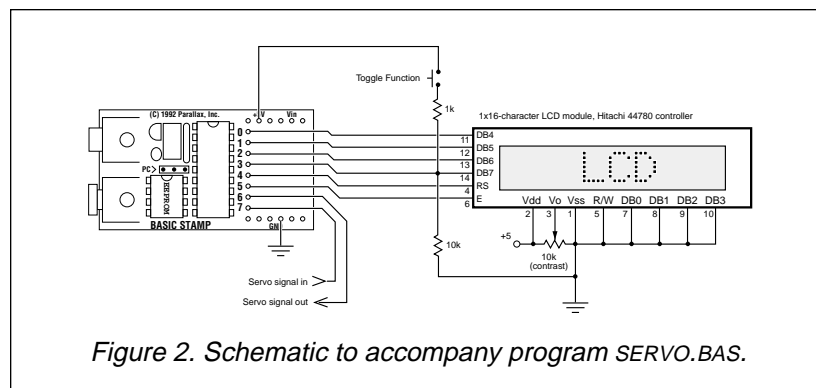 Toggle Function
(C) 1992 Parallax, Inc.
+ V
Vin
1k
1x16-character LCD module, Hitachi 44780 controller
0
1
2
3
4
5
6
7
PC>
EEPROM
BASIC STAMP
GN
11
12
13
14
4
6
DB4
DB5
DB6
DB7
RS
E
LCD
Vdd Vo Vss R/W DB0 DB1 DB2 DB3
2 3 1 5 7 8 9 10
+5
10k
(contrast)
10k
Servo signal in
Servo signal out
Figure 2. Schematic to accompany program SERVO.BAS.